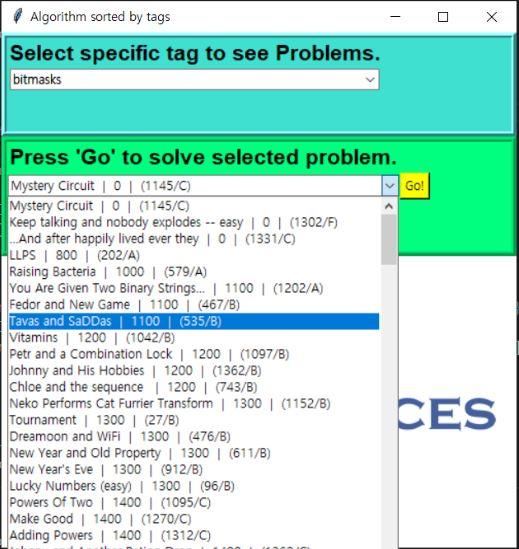 Algorithm sorted by tags
Select specific tag to see Problems.
bitmasks
Press 'Go' to solve selected problem.
Mystery Circuit | 0 | (1145/C)
Go!
Mystery Circuit | 0 | (1145/C)
Keep talking and nobody explodes -- easy | 0 | (1302/F)
...And after happily lived ever they | 0 | (1331/C)
LLPS | 800 | (202/A)
Raising Bacteria | 1000 | (579/A)
You Are Given Two Binary Strings... | 1100 | (1202/A)
Fedor and New Game | 1100 | (467/B)
Tavas and SaDDas | 1100 | (535/B)
Vitamins | 1200 | (1042/B)
Petr and a Combination Lock | 1200 | (1097/B)
Johnny and His Hobbies | 1200 | (1362/B)
Chloe and the sequence | 1200 | (743/B)
Neko Performs Cat Furrier Transform | 1300 | (1152/B)
Tournament | 1300 | (27/B)
Dreamoon and WiFi | 1300 | (476/B)
New Year and Old Property | 1300 | (611/B)
New Year's Eve | 1300 | (912/B)
Lucky Numbers (easy) | 1300 | (96/B)
Powers Of Two | 1400 | (1095/C)
Make Good | 1400 | (1270/C)
Adding Powers | 1400 | (1312/C)
CES